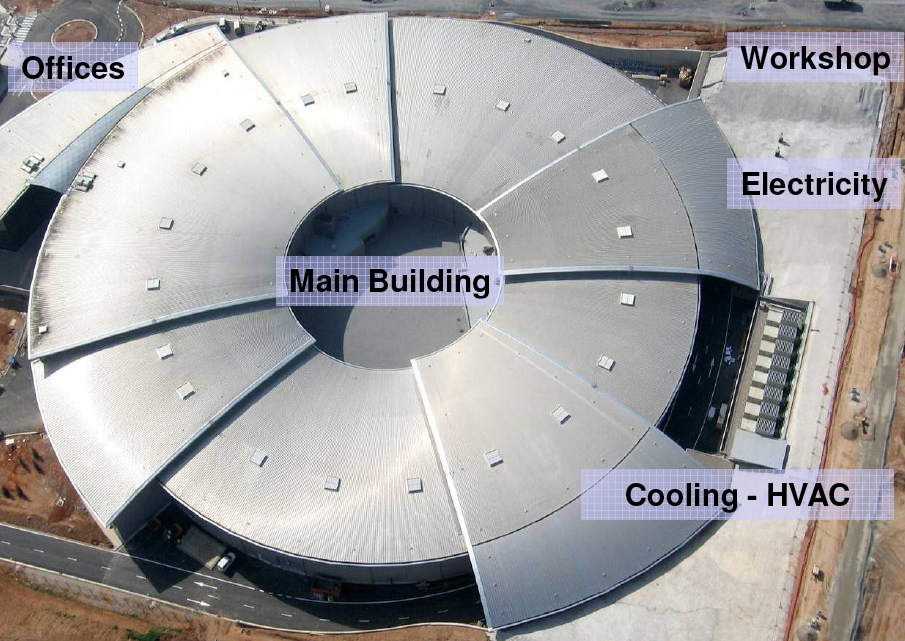 Offices
Workshop
Electricity
Main Building
Cooling - HVAC